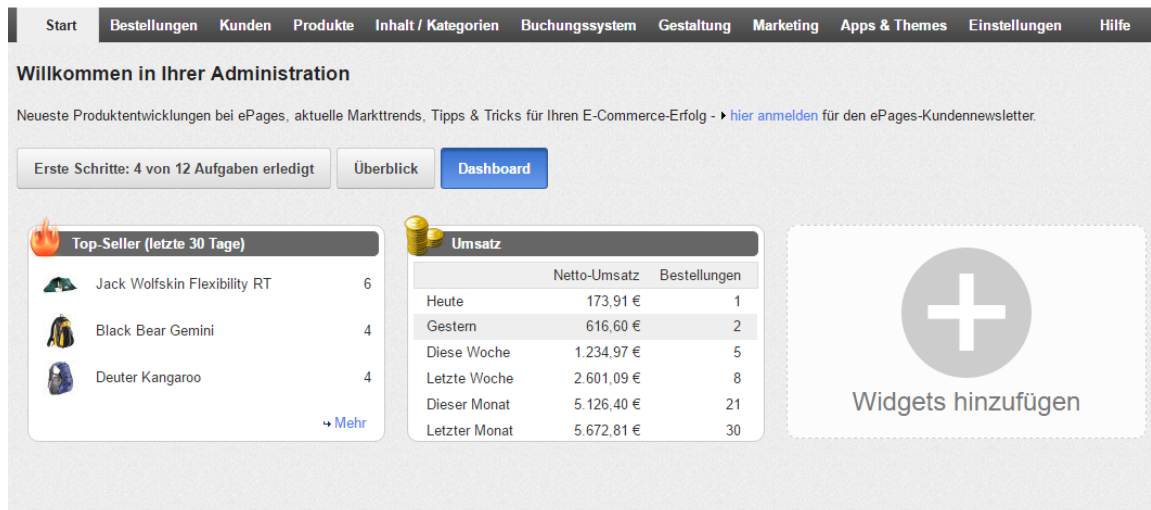 Start Bestellungen Kunden Produkte Inhalt / Kategorien Buchungssystem Gestaltung Marketing Apps & Themes Einstellungen Hilfe
Willkommen in Ihrer Administration
Neueste Produktentwicklungen bei ePages, aktuelle Markttrends, Tipps & Tricks für Ihren E-Commerce-Erfolg - hier anmelden für den ePages-Kundennewsletter.
Erste Schritte: 4 von 12 Aufgaben erledigt Überblick Dashboard
Top-Seller (letzte 30 Tage)
Jack Wolfskin Flexibility RT 6
Black Bear Gemini 4
Deuter Kangaroo 4
Mehr
Umsatz
Netto-Umsatz Bestellungen
Heute 173,91 € 1
Gestern 616,60 € 2
Diese Woche 1.234,97 € 5
Letzte Woche 2.601,09 € 8
Dieser Monat 5.126,40 € 21
Letzter Monat 5.672,81 € 30
Widgets hinzufügen